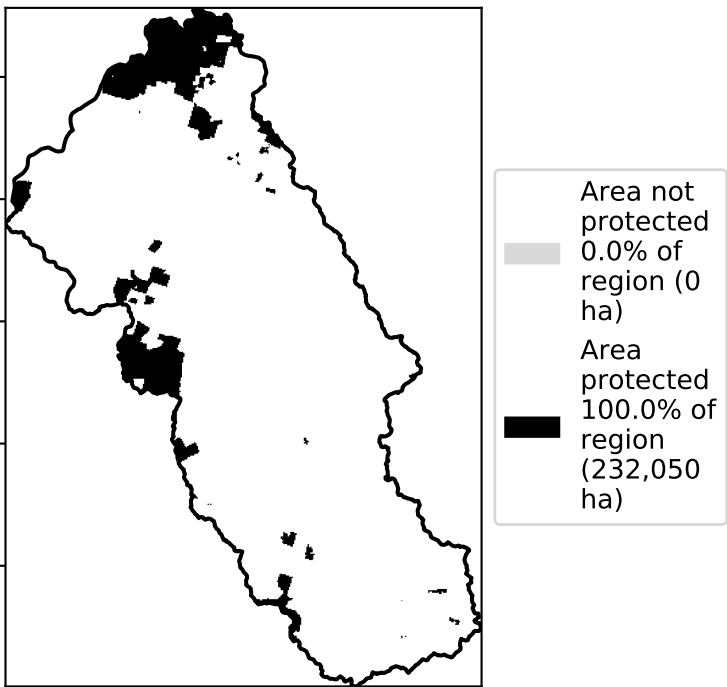 Area not
protected
0.0% of
region (0
ha)
Area
protected
100.0% of
region
(232,050
ha)